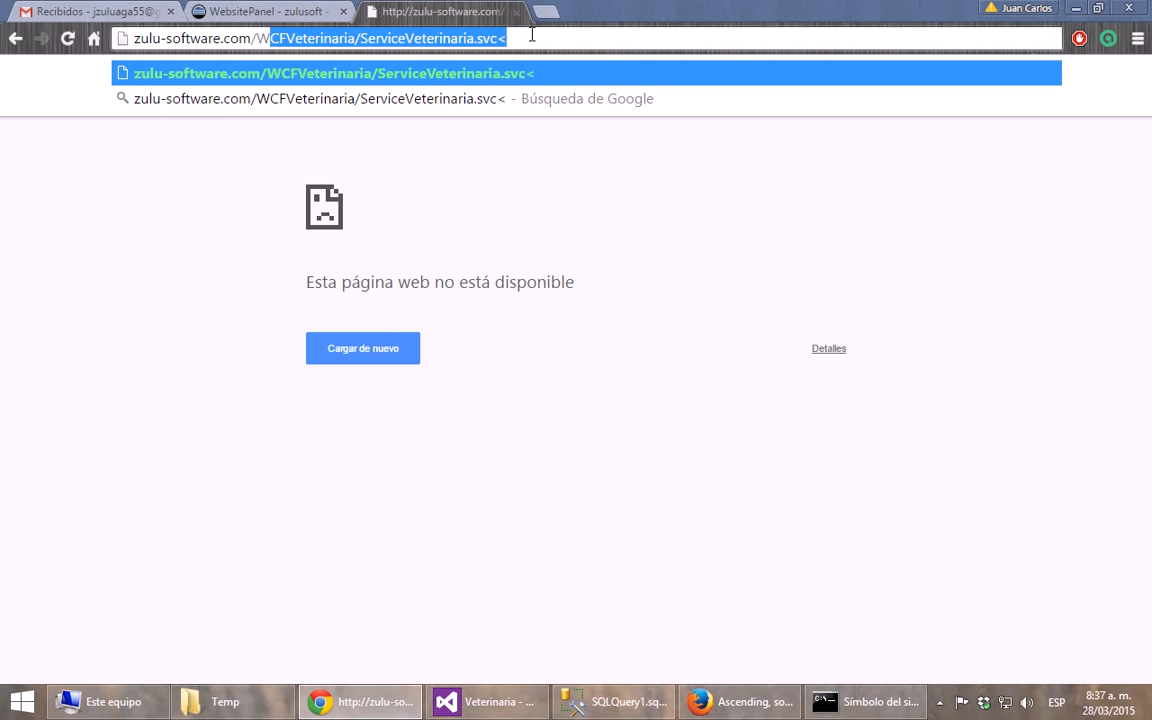 Recibidos - jzuluaga55@g
WebsitePanel - zulusoft -
http://zulu-software.com/
Juan Carlos
zulu-software.com/WCFVeterinaria/ServiceVeterinaria.svc<
zulu-software.com/WCFVeterinaria/ServiceVeterinaria.svc<
zulu-software.com/WCFVeterinaria/ServiceVeterinaria.svc< - Búsqueda de Google
Esta página web no está disponible
Cargar de nuevo
Detalles
Este equipo
Temp
http://zulu-so...
Veterinaria - ...
SQLQuery1.sq...
Ascending, so...
Símbolo del si...
ESP
8:37 a. m.
28/03/2015